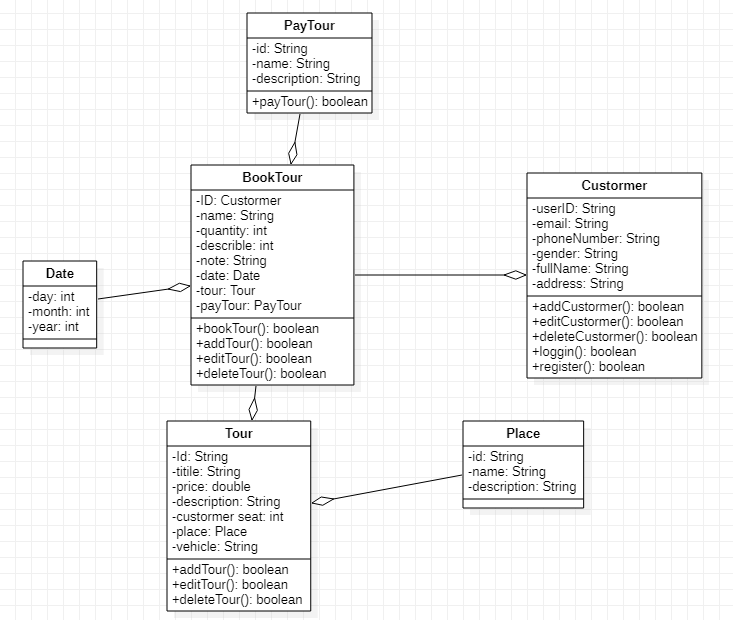 PayTour
-id: String
-name: String
-description: String
+payTour(): boolean
BookTour
-ID: Custormer
-name: String
-quantity: int
-describle: int
-note: String
-date: Date
-tour: Tour
-payTour: PayTour
+bookTour(): boolean
+addTour(): boolean
+editTour(): boolean
+deleteTour(): boolean
Custormer
-userID: String
-email: String
-phoneNumber: String
-gender: String
-fullName: String
-address: String
+addCustormer(): boolean
+editCustormer(): boolean
+deleteCustormer(): boolean
+loggin(): boolean
+register(): boolean
Date
-day: int
-month: int
-year: int
Tour
-Id: String
-titile: String
-price: double
-description: String
-custormer seat: int
-place: Place
-vehicle: String
+addTour(): boolean
+editTour(): boolean
+deleteTour(): boolean
Place
-id: String
-name: String
-description: String